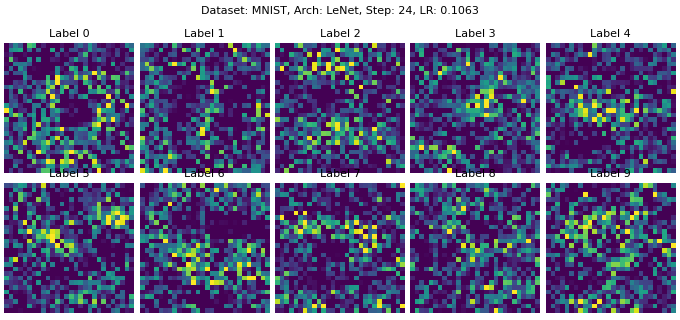 Dataset: MNIST, Arch: LeNet, Step: 24, LR: 0.1063
Label 0 Label 1 Label 2 Label 3 Label 4
Label 5 Label 6 Label 7 Label 8 Label 9